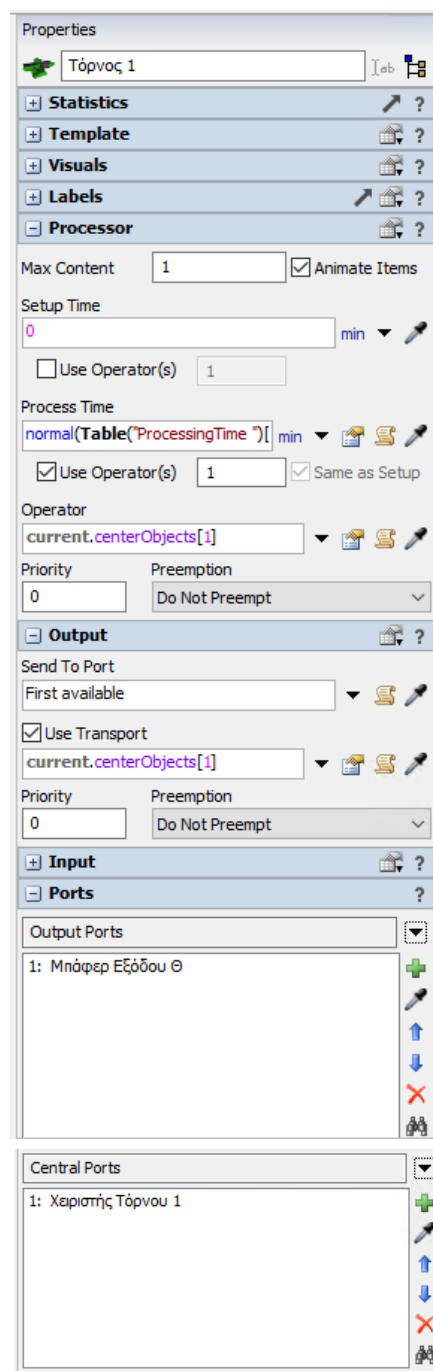 Properties
Τόρνος 1
Statistics ?
Template ?
Visuals ?
Labels ?
Processor ?
Max Content 1 Animate Items
Setup Time
0 min
Use Operator(s) 1
Process Time
normal(Table("ProcessingTime ")[ min
Use Operator(s) 1 Same as Setup
Operator
current.centerObjects[1]
Priority Preemption
0 Do Not Preempt
Output ?
Send To Port
First available
Use Transport
current.centerObjects[1]
Priority Preemption
0 Do Not Preempt
Input ?
Ports ?
Output Ports
1: Μπάφερ Εξόδου Θ
Central Ports
1: Χειριστής Τόρνου 1